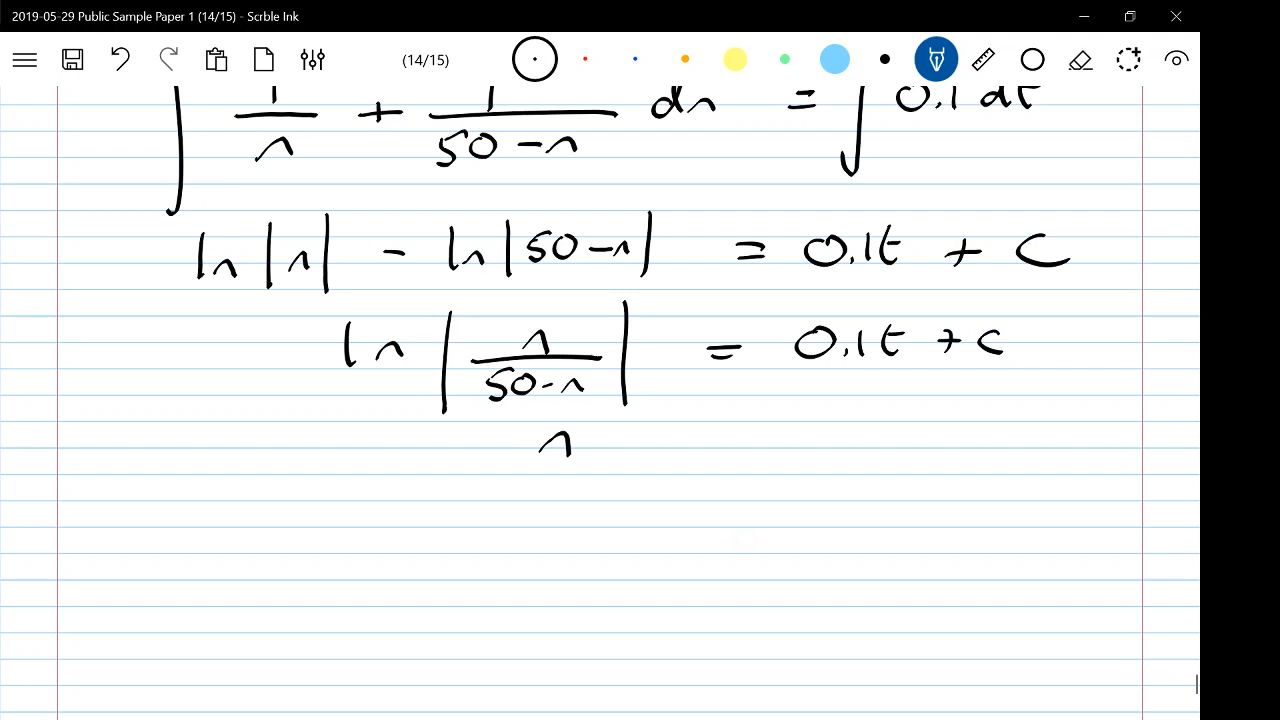 2019-05-29 Public Sample Paper 1 (14/15) - Scrble Ink
(14/15)
∫ 1/n + 1/(50-n) dn = ∫ 0.1 dt
ln|n| - ln|50-n| = 0.1t + C
ln |n/(50-n)| = 0.1t + c
n